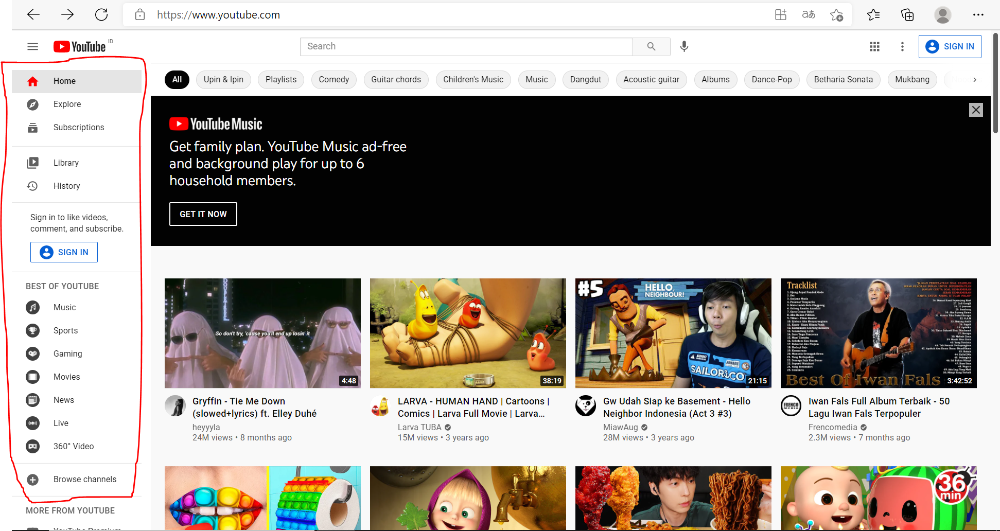 https://www.youtube.com
YouTube ID
Search
SIGN IN
Home
Explore
Subscriptions
Library
History
Sign in to like videos,
comment, and subscribe.
SIGN IN
BEST OF YOUTUBE
Music
Sports
Gaming
Movies
News
Live
360° Video
Browse channels
MORE FROM YOUTUBE
YouTube Premium
All
Upin & Ipin
Playlists
Comedy
Guitar chords
Children's Music
Music
Dangdut
Acoustic guitar
Albums
Dance-Pop
Betharia Sonata
Mukbang
YouTube Music
Get family plan. YouTube Music ad-free
and background play for up to 6
household members.
GET IT NOW
So don't try, 'cause you'll end up losin' it
4:48
Gryffin - Tie Me Down
(slowed+lyrics) ft. Elley Duhé
heyyyla
24M views • 8 months ago
38:19
LARVA - HUMAN HAND | Cartoons |
Comics | Larva Full Movie | Larva...
Larva TUBA
15M views • 3 years ago
#5
HELLO,
NEIGHBOUR!
SAILOR&CO
21:15
Gw Udah Siap ke Basement - Hello
Neighbor Indonesia (Act 3 #3)
MiawAug
28M views • 3 years ago
Tracklist
Best Of Iwan Fals
3:42:52
FRENCO
MEDIA
Iwan Fals Full Album Terbaik - 50
Lagu Iwan Fals Terpopuler
Frencomedia
2.3M views • 7 months ago
36
min